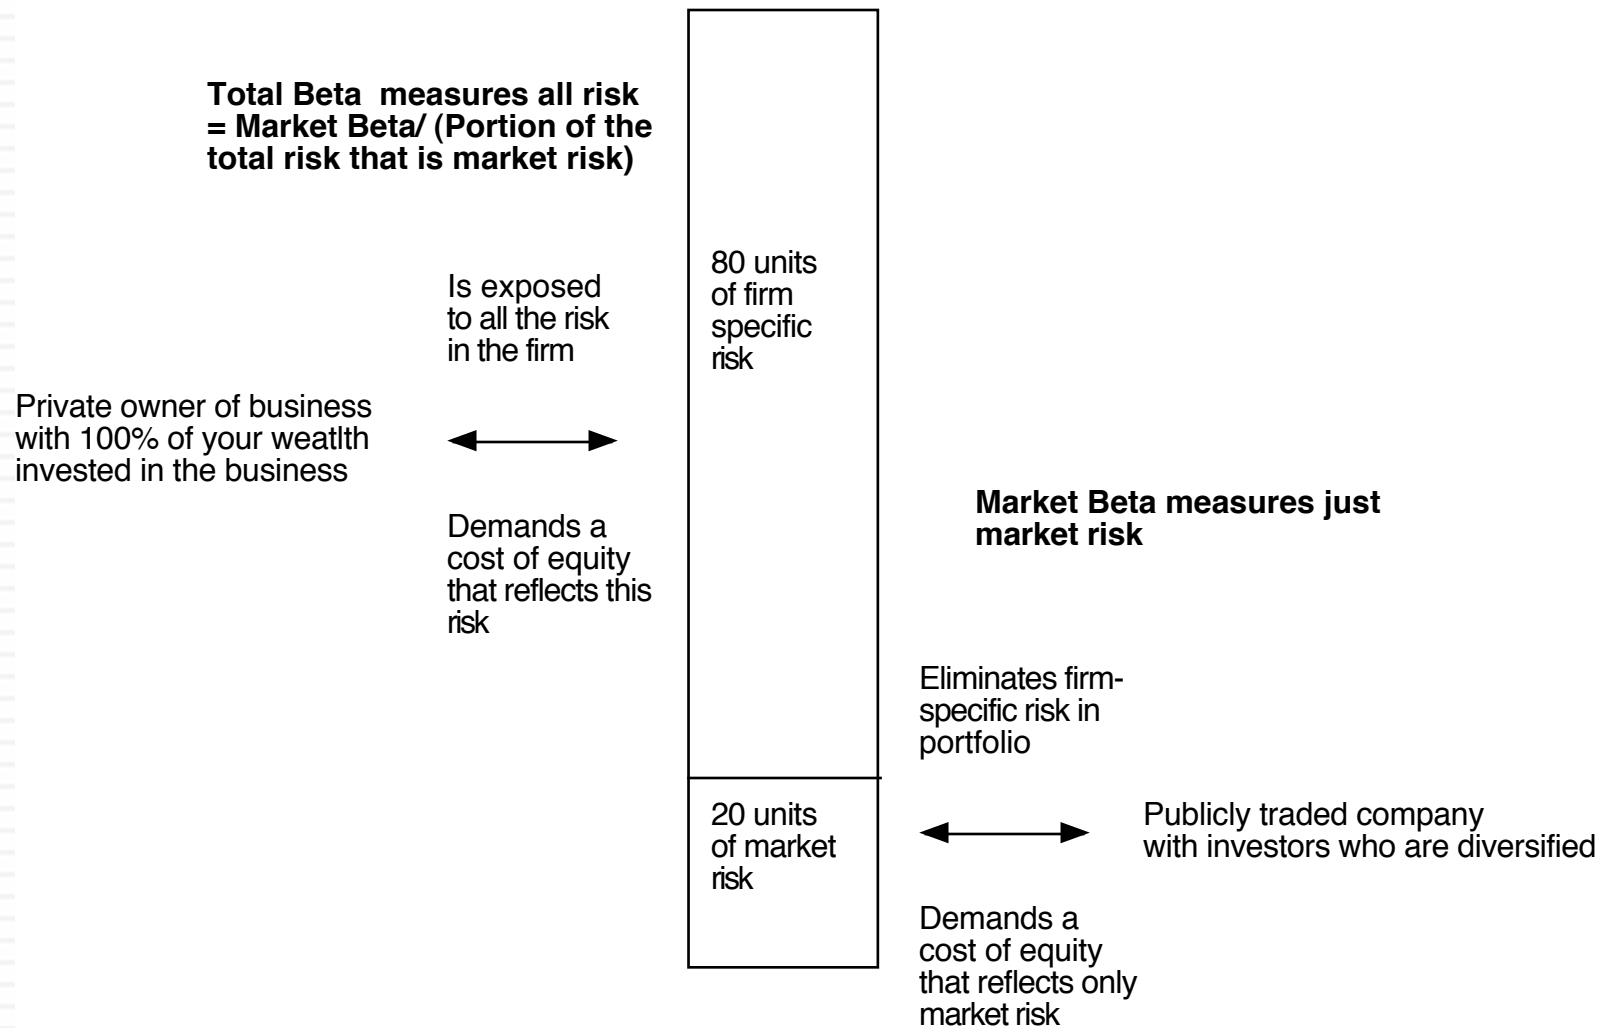 Total Beta  measures all risk
= Market Beta/ (Portion of the
total risk that is market risk)
80 units
of firm
specific
risk
Is exposed
to all the risk
in the firm
Private owner of business
with 100% of your weatlth
invested in the business
Demands a
cost of equity
that reflects this
risk
Market Beta measures just
market risk
Eliminates firm-
specific risk in
portfolio
20 units
of market
risk
Publicly traded company
with investors who are diversified
Demands a
cost of equity
that reflects only
market risk